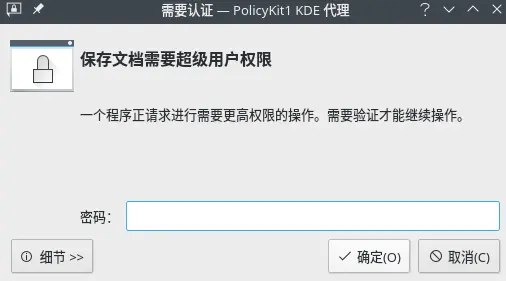 需要认证 — PolicyKit1 KDE 代理
保存文档需要超级用户权限
一个程序正请求进行需要更高权限的操作。需要验证才能继续操作。
密码：
细节 >>
确定(O)
取消(C)